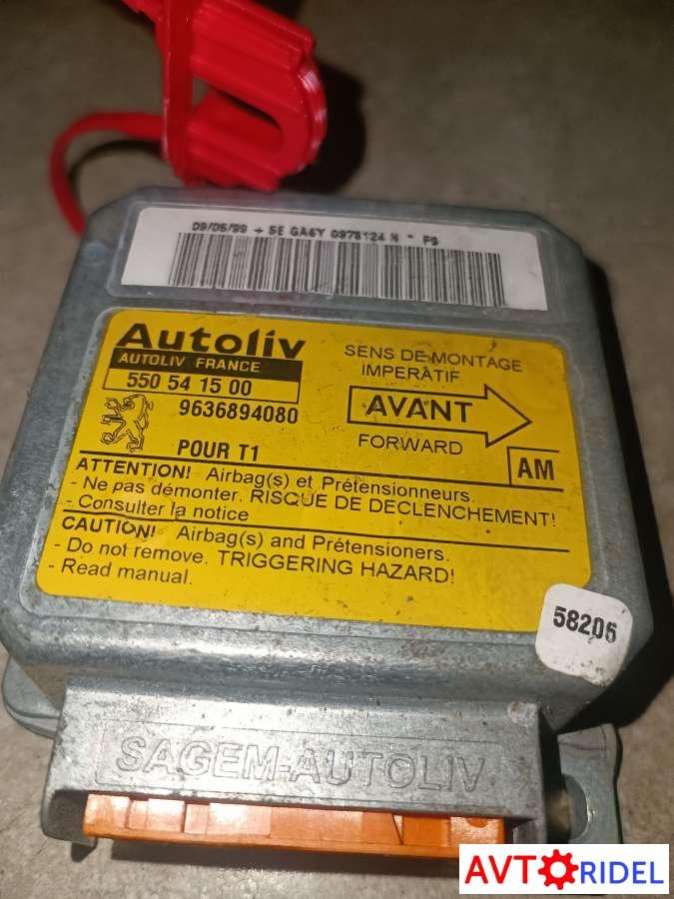 09/05/99 + 5E GA6Y 0978124 N - F9
Autoliv
AUTOLIV FRANCE
550 54 15 00
9636894080
POUR T1
SENS DE MONTAGE
IMPERATIF
AVANT
FORWARD
AM
ATTENTION! Airbag(s) et Prétensionneurs.
- Ne pas démonter. RISQUE DE DECLENCHEMENT!
- Consulter la notice
CAUTION! Airbag(s) and Prétensioners.
- Do not remove. TRIGGERING HAZARD!
- Read manual.
58206
SAGEM-AUTOLIV
AVTORIDEL